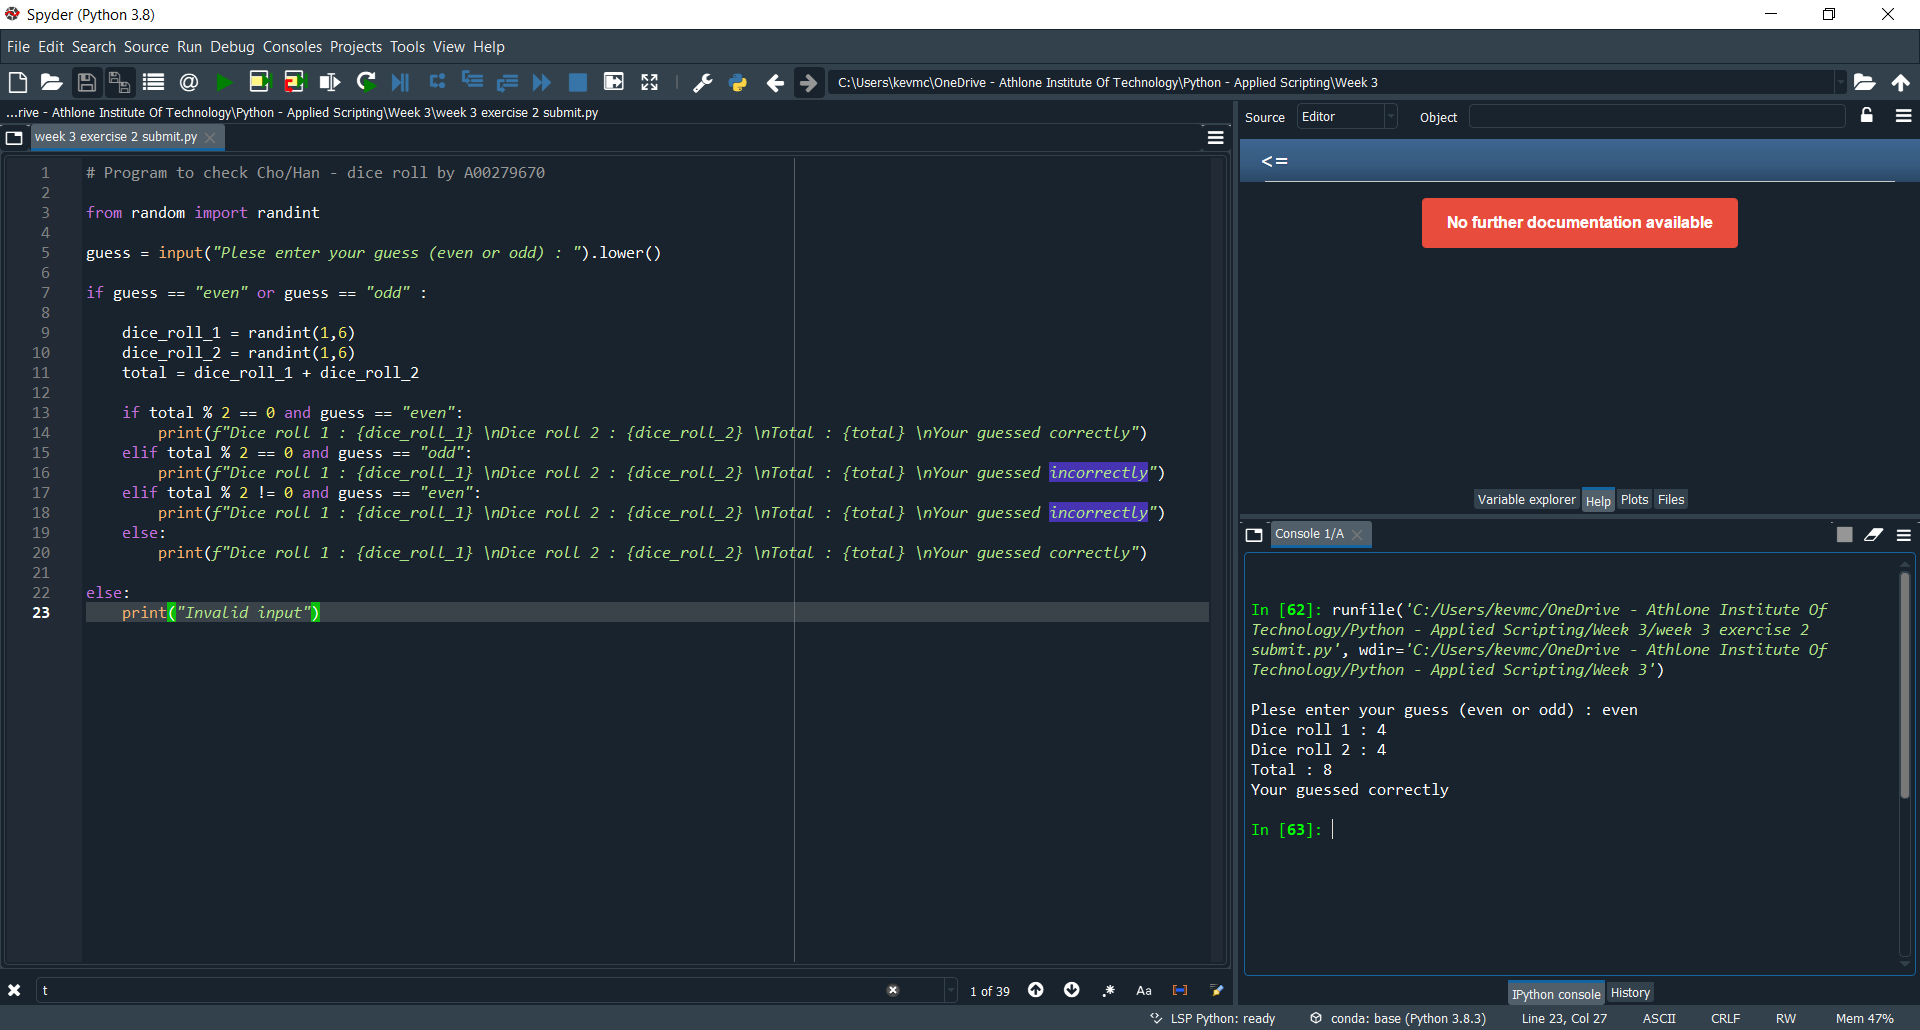 Spyder (Python 3.8)
File Edit Search Source Run Debug Consoles Projects Tools View Help
C:\Users\kevmc\OneDrive - Athlone Institute Of Technology\Python - Applied Scripting\Week 3
...rive - Athlone Institute Of Technology\Python - Applied Scripting\Week 3\week 3 exercise 2 submit.py
week 3 exercise 2 submit.py
1 # Program to check Cho/Han - dice roll by A00279670
2
3 from random import randint
4
5 guess = input("Plese enter your guess (even or odd) : ").lower()
6
7 if guess == "even" or guess == "odd" :
8
9     dice_roll_1 = randint(1,6)
10     dice_roll_2 = randint(1,6)
11     total = dice_roll_1 + dice_roll_2
12
13     if total % 2 == 0 and guess == "even":
14         print(f"Dice roll 1 : {dice_roll_1} \nDice roll 2 : {dice_roll_2} \nTotal : {total} \nYour guessed correctly")
15     elif total % 2 == 0 and guess == "odd":
16         print(f"Dice roll 1 : {dice_roll_1} \nDice roll 2 : {dice_roll_2} \nTotal : {total} \nYour guessed incorrectly")
17     elif total % 2 != 0 and guess == "even":
18         print(f"Dice roll 1 : {dice_roll_1} \nDice roll 2 : {dice_roll_2} \nTotal : {total} \nYour guessed incorrectly")
19     else:
20         print(f"Dice roll 1 : {dice_roll_1} \nDice roll 2 : {dice_roll_2} \nTotal : {total} \nYour guessed correctly")
21
22 else:
23     print("Invalid input")
t
1 of 39
.*
Aa
Source Editor Object
<=
No further documentation available
Variable explorer Help Plots Files
Console 1/A
In [62]: runfile('C:/Users/kevmc/OneDrive - Athlone Institute Of
Technology/Python - Applied Scripting/Week 3/week 3 exercise 2
submit.py', wdir='C:/Users/kevmc/OneDrive - Athlone Institute Of
Technology/Python - Applied Scripting/Week 3')
Plese enter your guess (even or odd) : even
Dice roll 1 : 4
Dice roll 2 : 4
Total : 8
Your guessed correctly
In [63]:
IPython console History
LSP Python: ready conda: base (Python 3.8.3) Line 23, Col 27 ASCII CRLF RW Mem 47%